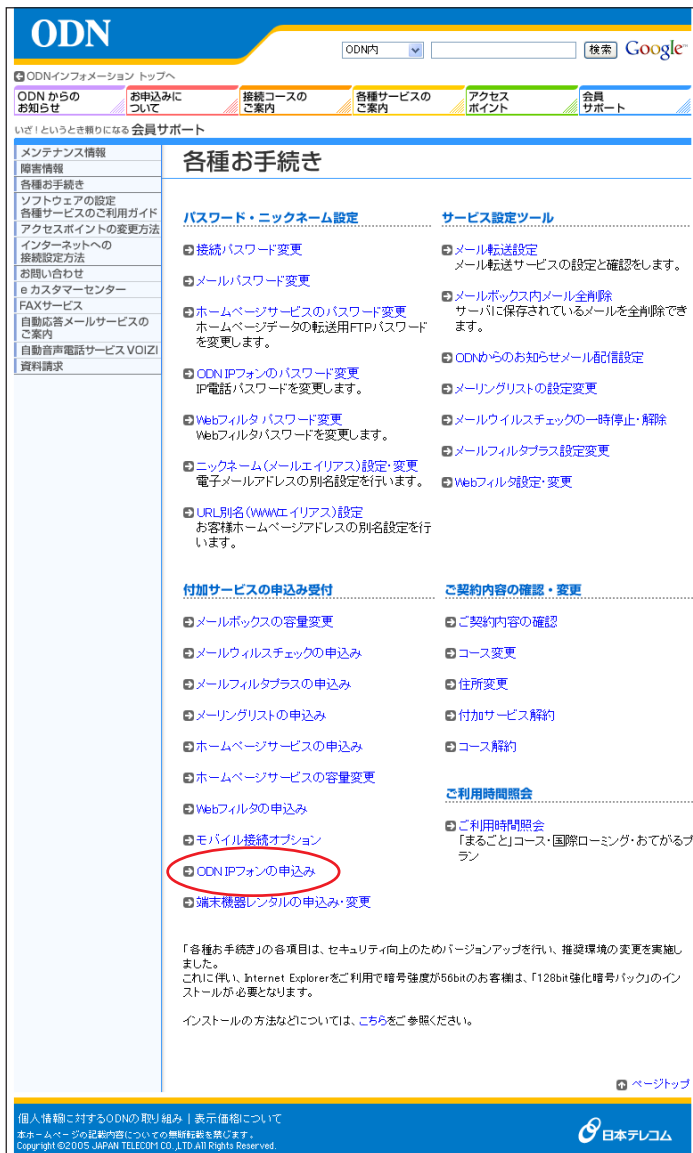 ODN
ODN内
検索 Google
ODNインフォメーション トップへ
ODN からの
お知らせ
お申込みに
ついて
接続コースの
ご案内
各種サービスの
ご案内
アクセス
ポイント
会員
サポート
いざ！というとき頼りになる 会員サポート
メンテナンス情報
障害情報
各種お手続き
ソフトウェアの設定
各種サービスのご利用ガイド
アクセスポイントの変更方法
インターネットへの
接続設定方法
お問い合わせ
e カスタマーセンター
FAXサービス
自動応答メールサービスの
ご案内
自動音声電話サービス VOIZI
資料請求
各種お手続き
パスワード・ニックネーム設定
接続パスワード変更
メールパスワード変更
ホームページサービスのパスワード変更
ホームページデータの転送用FTPパスワード
を変更します。
ODN IPフォンのパスワード変更
IP電話パスワードを変更します。
Webフィルタ パスワード変更
Webフィルタパスワードを変更します。
ニックネーム（メールエイリアス）設定・変更
電子メールアドレスの別名設定を行います。
URL別名（WWWエイリアス）設定
お客様ホームページアドレスの別名設定を行
います。
サービス設定ツール
メール転送設定
メール転送サービスの設定と確認をします。
メールボックス内メール全削除
サーバに保存されているメールを全削除でき
ます。
ODNからのお知らせメール配信設定
メーリングリストの設定変更
メールウイルスチェックの一時停止・解除
メールフィルタプラス設定変更
Webフィルタ設定・変更
付加サービスの申込み受付
メールボックスの容量変更
メールウィルスチェックの申込み
メールフィルタプラスの申込み
メーリングリストの申込み
ホームページサービスの申込み
ホームページサービスの容量変更
Webフィルタの申込み
モバイル接続オプション
ODN IPフォンの申込み
端末機器レンタルの申込み・変更
ご契約内容の確認・変更
ご契約内容の確認
コース変更
住所変更
付加サービス解約
コース解約
ご利用時間照会
ご利用時間照会
「まるごと」コース・国際ローミング・おてがるプ
ラン
「各種お手続き」の各項目は、セキュリティ向上のためバージョンアップを行い、推奨環境の変更を実施し
ました。
これに伴い、Internet Explorerをご利用で暗号強度が56bitのお客様は、「128bit強化暗号パック」のイン
ストールが必要となります。
インストールの方法などについては、こちらをご参照ください。
ページトップ
個人情報に対するODNの取り組み | 表示価格について
本ホームページの記載内容についての無断転載を禁じます。
Copyright ©2005 JAPAN TELECOM CO.,LTD.All Rights Reserved.
日本テレコム